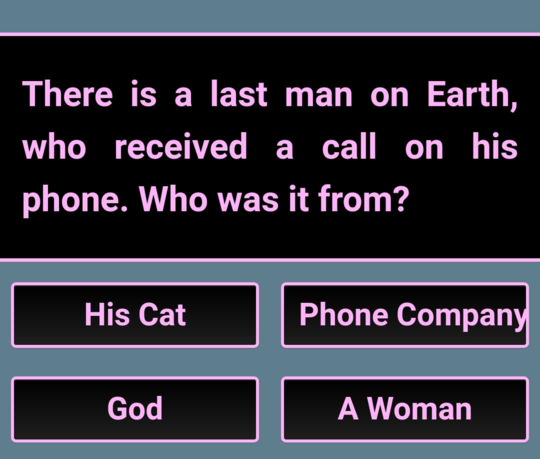 There is a last man on Earth,
who received a call on his
phone. Who was it from?
His Cat
Phone Company
God
A Woman